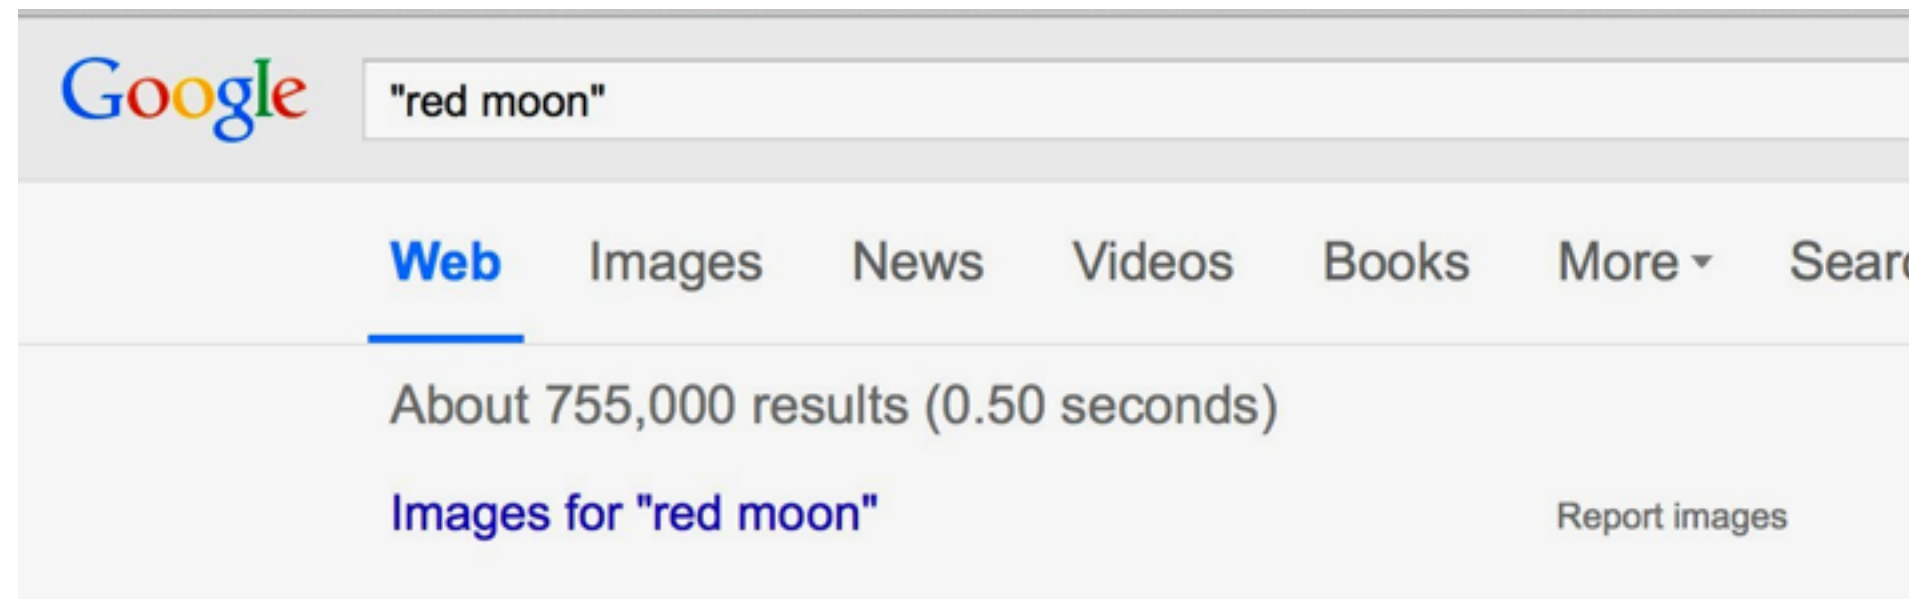 Google "red moon"
Web Images News Videos Books More
About 755,000 results (0.50 seconds)
Images for "red moon" Report images